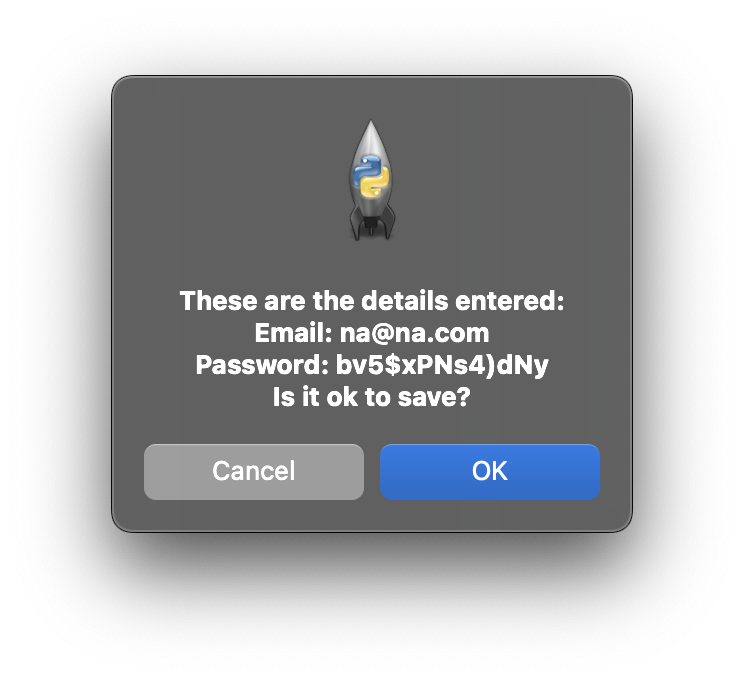 These are the details entered:
Email: na@na.com
Password: bv5$xPNs4)dNy
Is it ok to save?
Cancel
OK